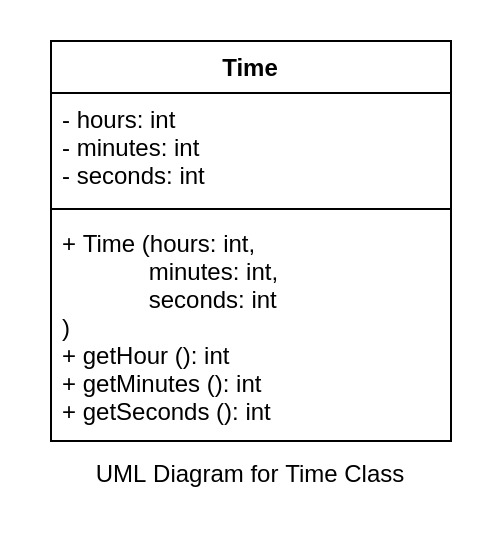 Time
- hours: int
- minutes: int
- seconds: int
+ Time (hours: int,
minutes: int,
seconds: int
)
+ getHour (): int
+ getMinutes (): int
+ getSeconds (): int
UML Diagram for Time Class